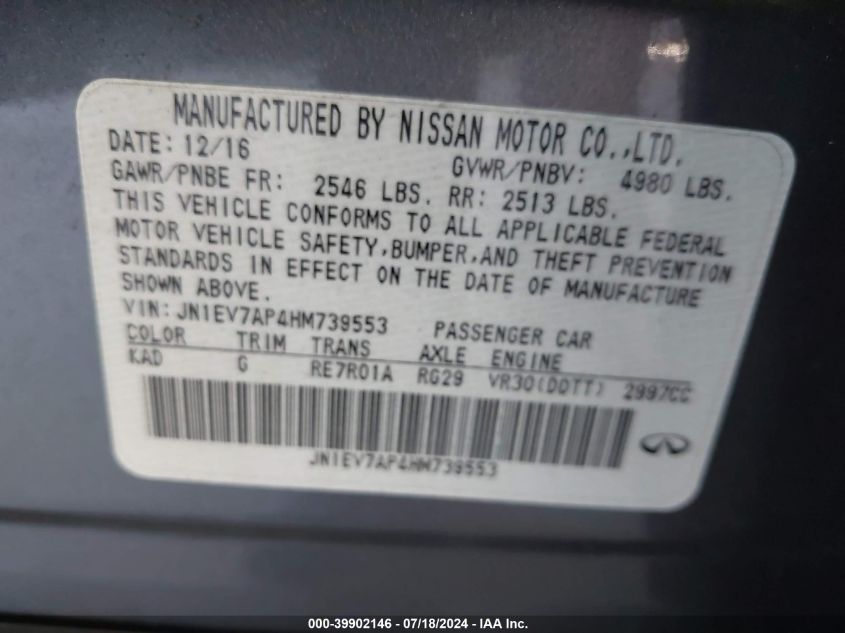 MANUFACTURED BY NISSAN MOTOR CO.,LTD.
DATE: 12/16 GVWR/PNBV: 4980 LBS.
GAWR/PNBE FR: 2546 LBS. RR: 2513 LBS.
THIS VEHICLE CONFORMS TO ALL APPLICABLE FEDERAL
MOTOR VEHICLE SAFETY,BUMPER,AND THEFT PREVENTION
STANDARDS IN EFFECT ON THE DATE OF MANUFACTURE
SHOWN ABOVE.
VIN: JN1EV7AP4HM739553 PASSENGER CAR
COLOR TRIM TRANS AXLE ENGINE
KAD G RE7R01A RG29 VR30(DDTT) 2997CC
JN1EV7AP4HM739553
000-39902146 - 07/18/2024 - IAA Inc.